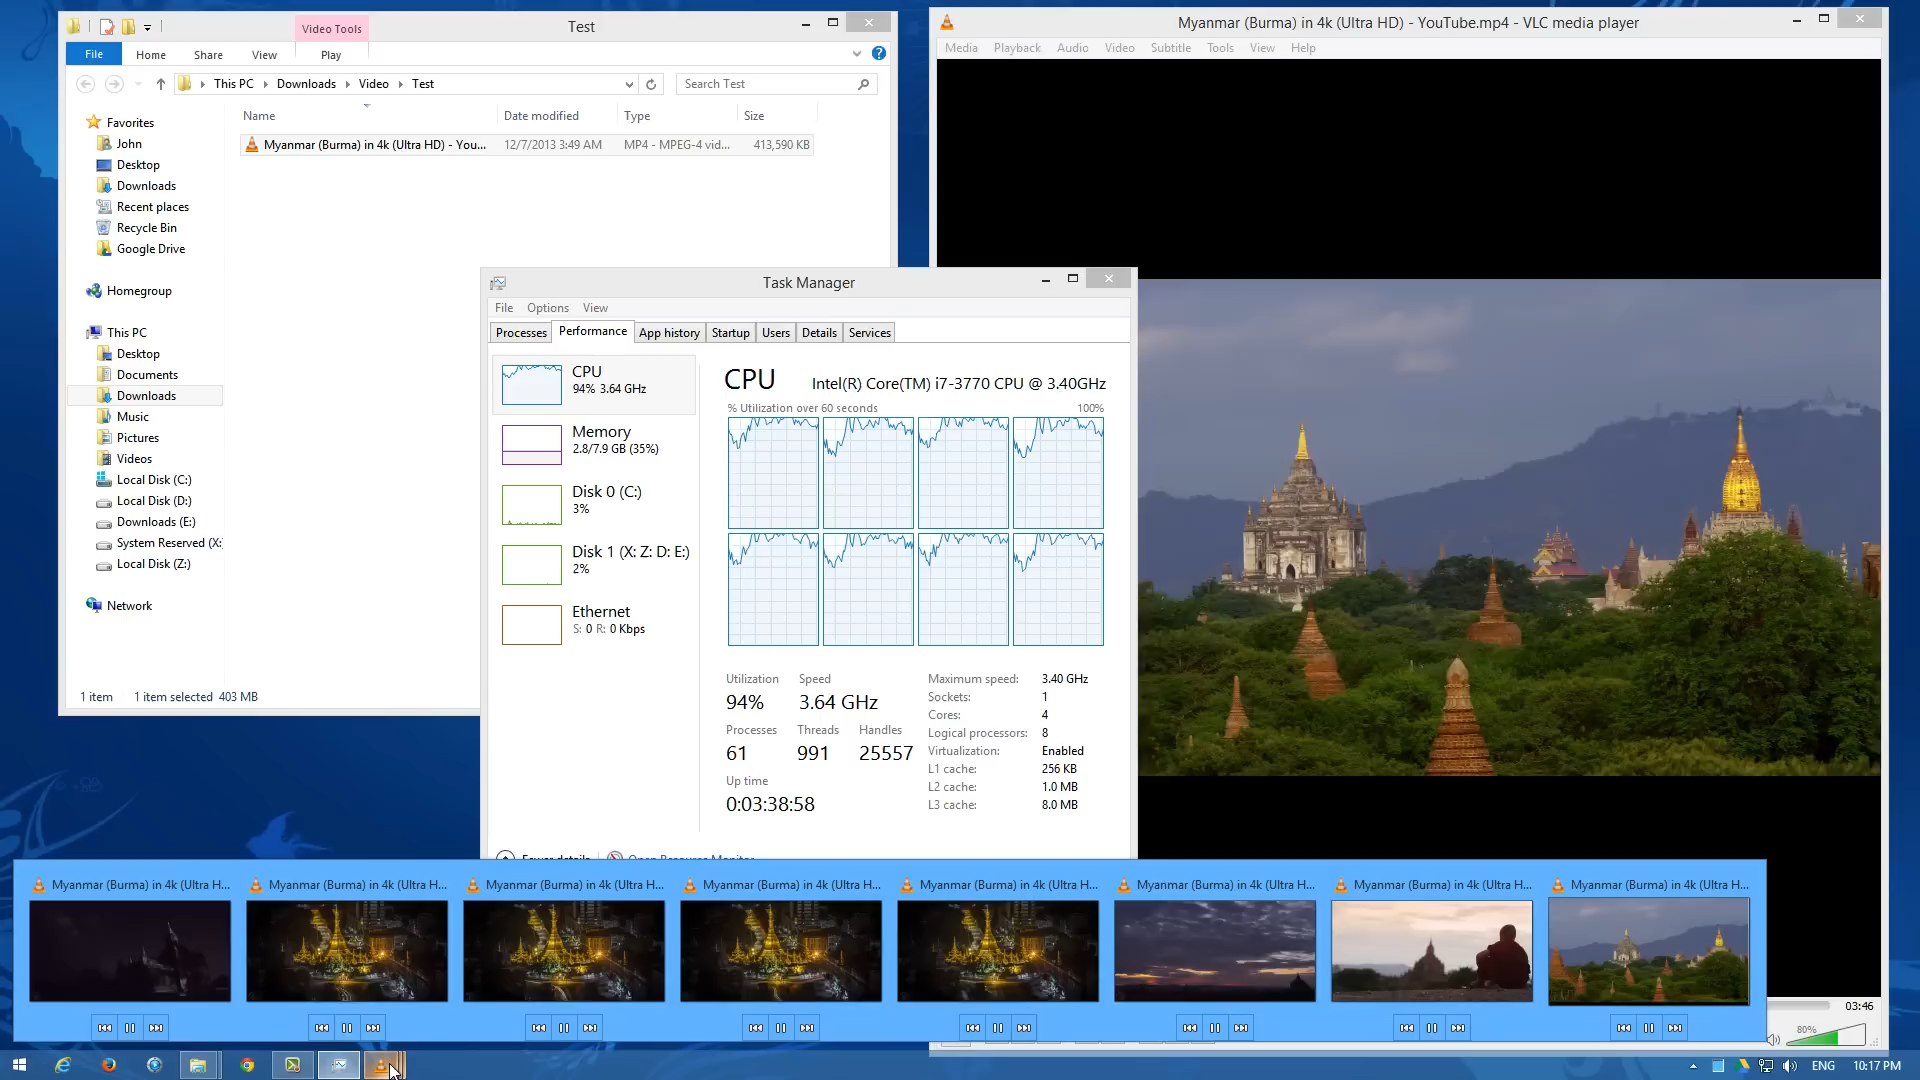 Video Tools
Test
File
Home
Share
View
Play
This PC
Downloads
Video
Test
Search Test
Name
Date modified
Type
Size
Myanmar (Burma) in 4k (Ultra HD) - You...
12/7/2013 3:49 AM
MP4 - MPEG-4 vid...
413,590 KB
Favorites
John
Desktop
Downloads
Recent places
Recycle Bin
Google Drive
Homegroup
This PC
Desktop
Documents
Downloads
Music
Pictures
Videos
Local Disk (C:)
Local Disk (D:)
Downloads (E:)
System Reserved (X:
Local Disk (Z:)
Network
1 item
1 item selected 403 MB
Myanmar (Burma) in 4k (Ultra HD) - YouTube.mp4 - VLC media player
Media Playback Audio Video Subtitle Tools View Help
Task Manager
File Options View
Processes Performance App history Startup Users Details Services
CPU
94% 3.64 GHz
Memory
2.8/7.9 GB (35%)
Disk 0 (C:)
3%
Disk 1 (X: Z: D: E:)
2%
Ethernet
S: 0 R: 0 Kbps
CPU
Intel(R) Core(TM) i7-3770 CPU @ 3.40GHz
% Utilization over 60 seconds
100%
Utilization Speed
94% 3.64 GHz
Processes Threads Handles
61 991 25557
Up time
0:03:38:58
Maximum speed: 3.40 GHz
Sockets: 1
Cores: 4
Logical processors: 8
Virtualization: Enabled
L1 cache: 256 KB
L2 cache: 1.0 MB
L3 cache: 8.0 MB
Fewer details
Open Resource Monitor
Myanmar (Burma) in 4k (Ultra H...
Myanmar (Burma) in 4k (Ultra H...
Myanmar (Burma) in 4k (Ultra H...
Myanmar (Burma) in 4k (Ultra H...
Myanmar (Burma) in 4k (Ultra H...
Myanmar (Burma) in 4k (Ultra H...
Myanmar (Burma) in 4k (Ultra H...
Myanmar (Burma) in 4k (Ultra H...
03:46
80%
ENG
10:17 PM